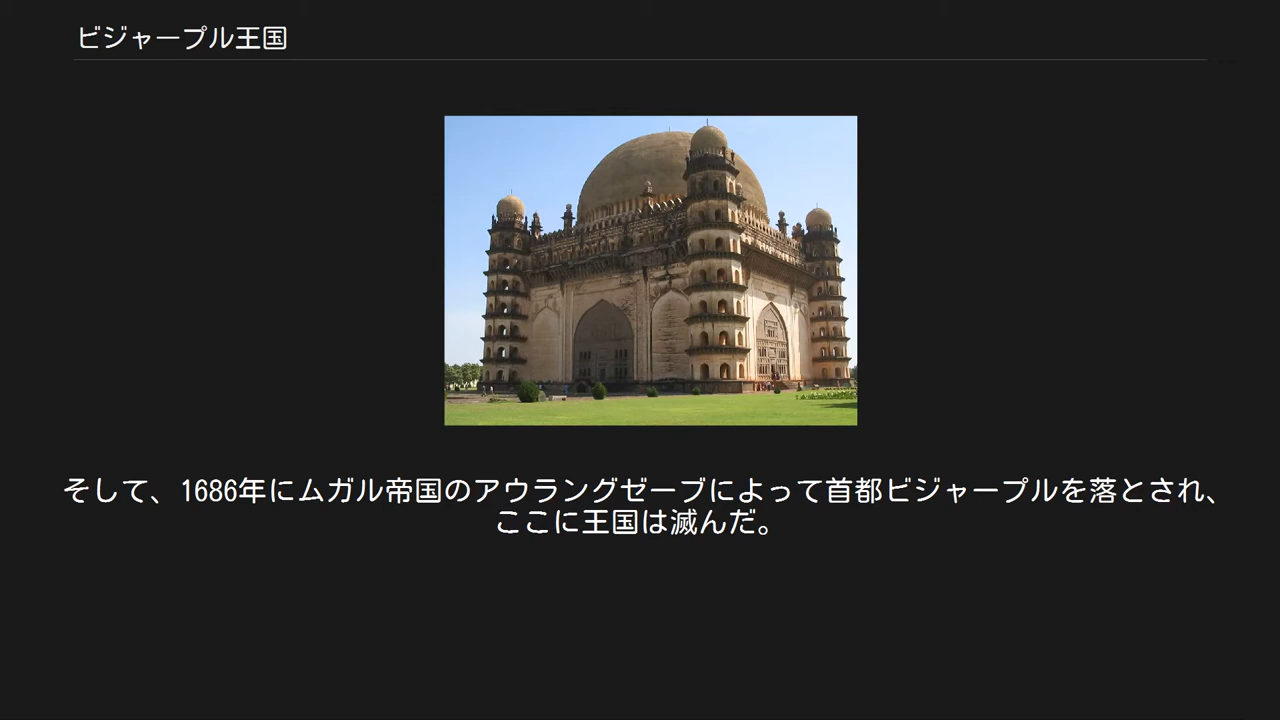 ビジャープル王国
そして、1686年にムガル帝国のアウラングゼーブによって首都ビジャープルを落とされ、
ここに王国は滅んだ。